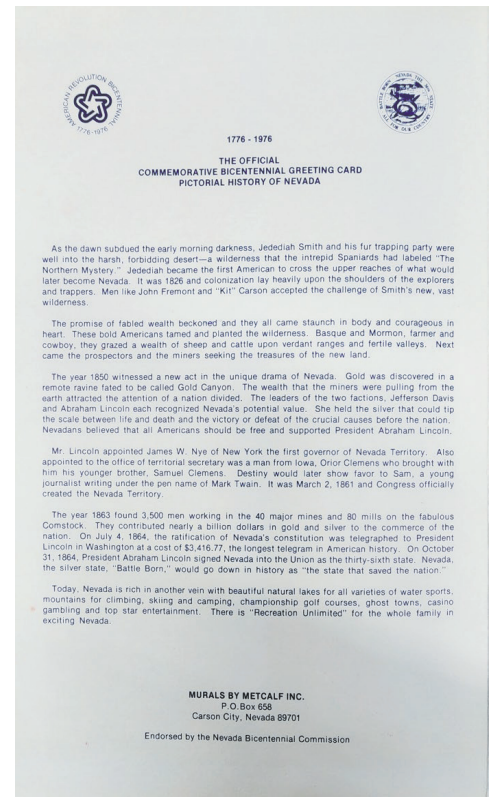 AMERICAN REVOLUTION BICENTENNIAL
1776-1976
1776 - 1976
THE OFFICIAL
COMMEMORATIVE BICENTENNIAL GREETING CARD
PICTORIAL HISTORY OF NEVADA
As the dawn subdued the early morning darkness, Jedediah Smith and his fur trapping party were
well into the harsh, forbidding desert—a wilderness that the intrepid Spaniards had labeled "The
Northern Mystery." Jedediah became the first American to cross the upper reaches of what would
later become Nevada. It was 1826 and colonization lay heavily upon the shoulders of the explorers
and trappers. Men like John Fremont and "Kit" Carson accepted the challenge of Smith's new, vast
wilderness.
The promise of fabled wealth beckoned and they all came staunch in body and courageous in
heart. These bold Americans tamed and planted the wilderness. Basque and Mormon, farmer and
cowboy, they grazed a wealth of sheep and cattle upon verdant ranges and fertile valleys. Next
came the prospectors and the miners seeking the treasures of the new land.
The year 1850 witnessed a new act in the unique drama of Nevada. Gold was discovered in a
remote ravine fated to be called Gold Canyon. The wealth that the miners were pulling from the
earth attracted the attention of a nation divided. The leaders of the two factions, Jefferson Davis
and Abraham Lincoln each recognized Nevada's potential value. She held the silver that could tip
the scale between life and death and the victory or defeat of the crucial causes before the nation.
Nevadans believed that all Americans should be free and supported President Abraham Lincoln.
Mr. Lincoln appointed James W. Nye of New York the first governor of Nevada Territory. Also
appointed to the office of territorial secretary was a man from Iowa, Orior Clemens who brought with
him his younger brother, Samuel Clemens. Destiny would later show favor to Sam, a young
journalist writing under the pen name of Mark Twain. It was March 2, 1861 and Congress officially
created the Nevada Territory.
The year 1863 found 3,500 men working in the 40 major mines and 80 mills on the fabulous
Comstock. They contributed nearly a billion dollars in gold and silver to the commerce of the
nation. On July 4, 1864, the ratification of Nevada's constitution was telegraphed to President
Lincoln in Washington at a cost of $3,416.77, the longest telegram in American history. On October
31, 1864, President Abraham Lincoln signed Nevada into the Union as the thirty-sixth state. Nevada,
the silver state, "Battle Born," would go down in history as "the state that saved the nation."
Today, Nevada is rich in another vein with beautiful natural lakes for all varieties of water sports,
mountains for climbing, skiing and camping, championship golf courses, ghost towns, casino
gambling and top star entertainment. There is "Recreation Unlimited" for the whole family in
exciting Nevada.
MURALS BY METCALF INC.
P.O.Box 658
Carson City, Nevada 89701
Endorsed by the Nevada Bicentennial Commission